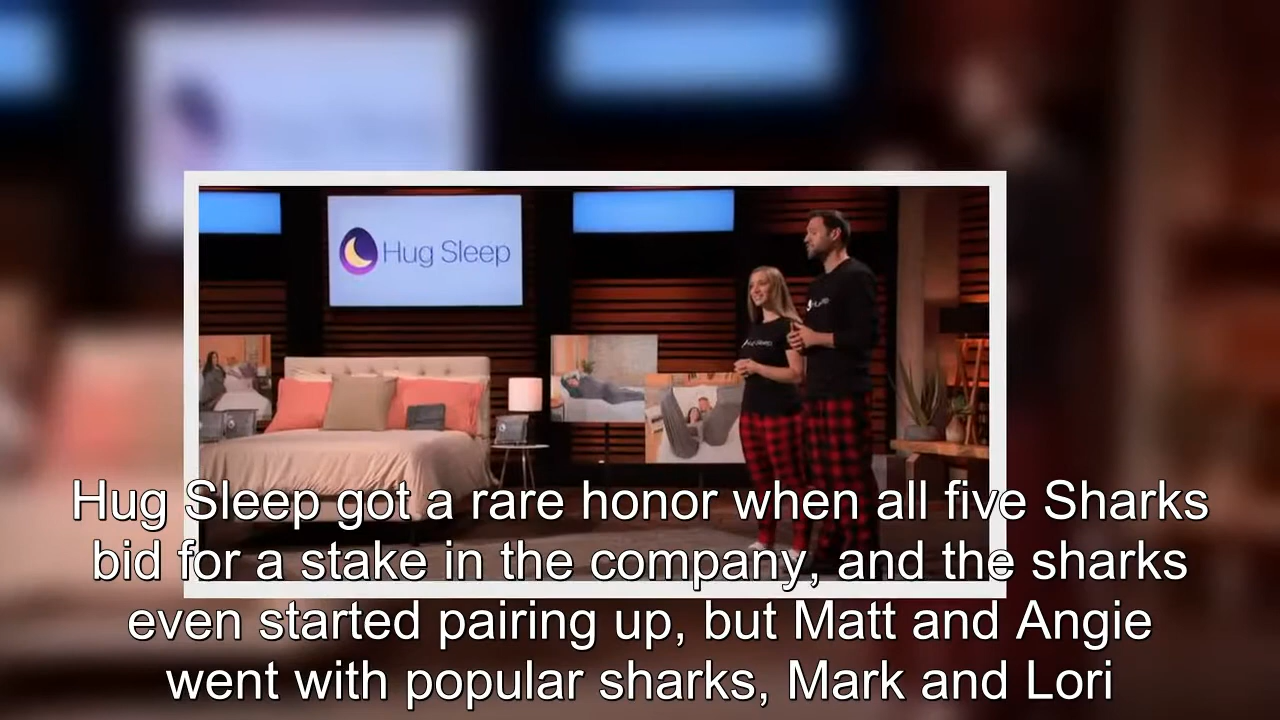 Hug Sleep
Hug Sleep got a rare honor when all five Sharks
bid for a stake in the company, and the sharks
even started pairing up, but Matt and Angie
went with popular sharks, Mark and Lori